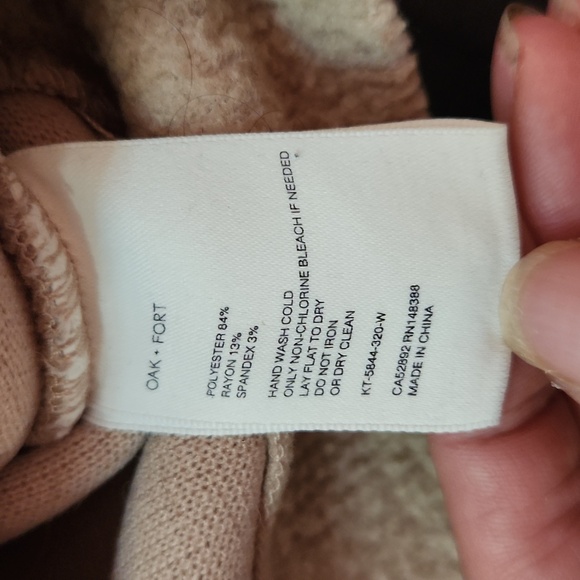 OAK + FORT
POLYESTER 84%
RAYON 13%
SPANDEX 3%
HAND WASH COLD
ONLY NON-CHLORINE BLEACH IF NEEDED
LAY FLAT TO DRY
DO NOT IRON
OR DRY CLEAN
KT-5844-320-W
CA52892 RN148388
MADE IN CHINA